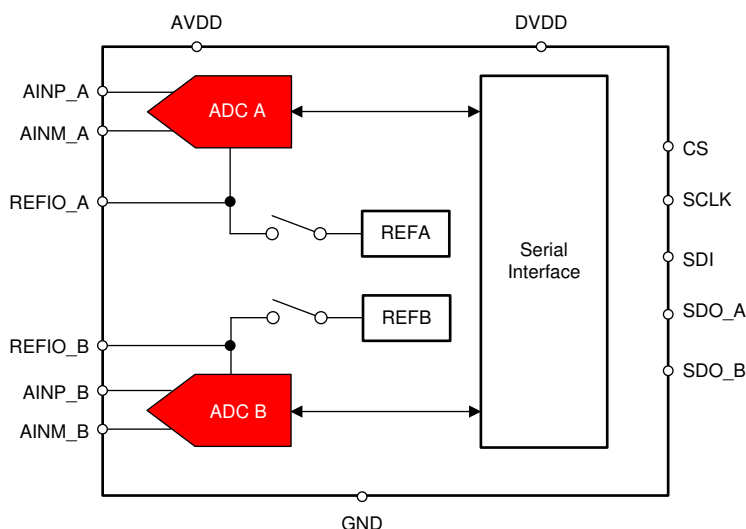 AVDD
DVDD
AINP_A
ADC A
AINM_A
CS
REFIO_A
SCLK
REFA
Serial
Interface
SDI
REFB
SDO_A
REFIO_B
SDO_B
AINP_B
ADC B
AINM_B
GND